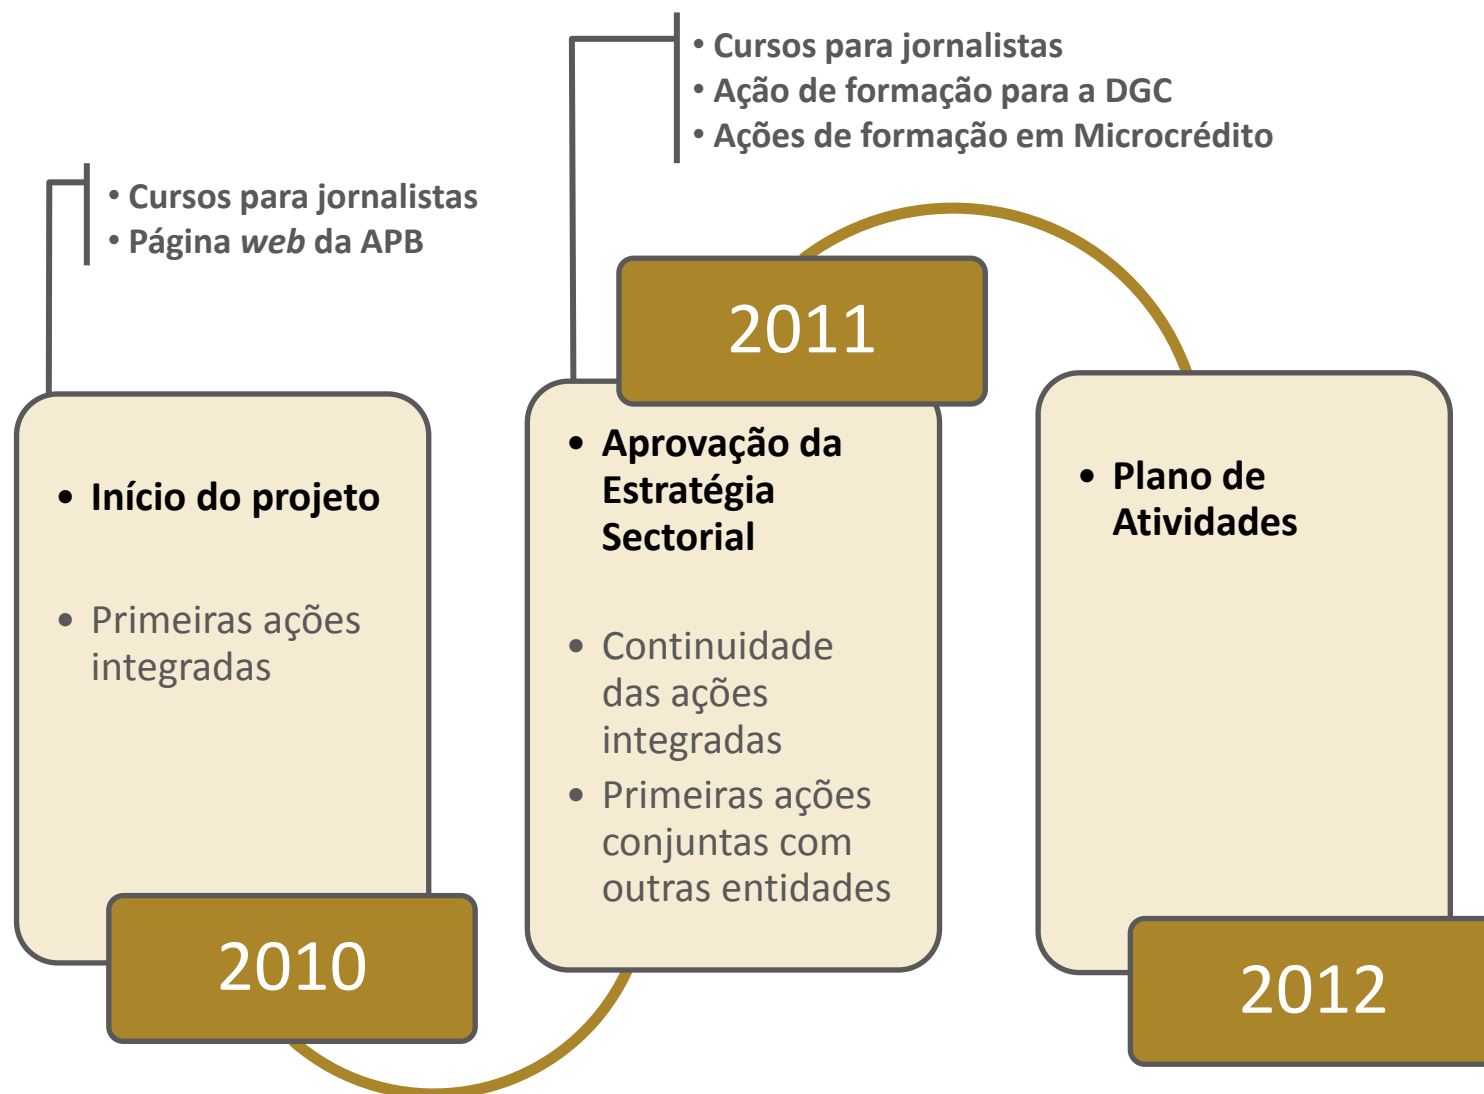 • Cursos para jornalistas
• Página web da APB
• Início do projeto
• Primeiras ações
integradas
2010
• Cursos para jornalistas
• Ação de formação para a DGC
• Ações de formação em Microcrédito
2011
• Aprovação da
Estratégia
Sectorial
• Continuidade
das ações
integradas
• Primeiras ações
conjuntas com
outras entidades
• Plano de
Atividades
2012